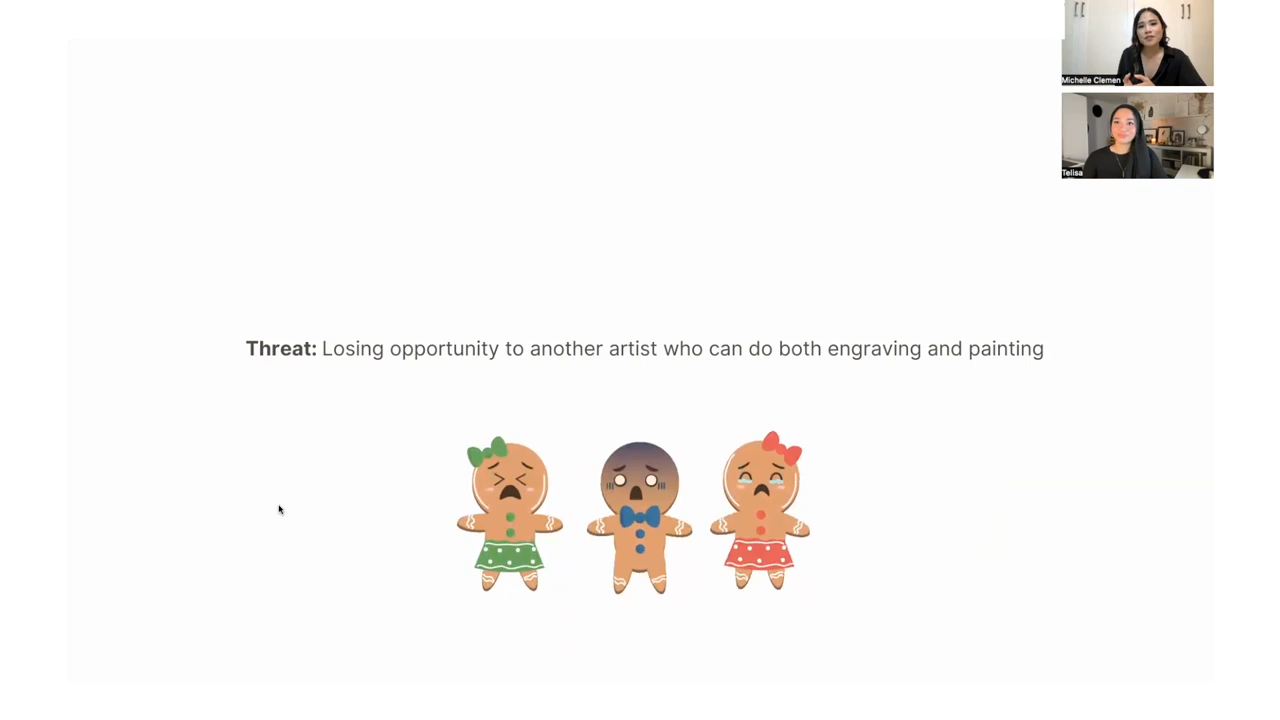 Michelle Clemen
Telisa
Threat: Losing opportunity to another artist who can do both engraving and painting